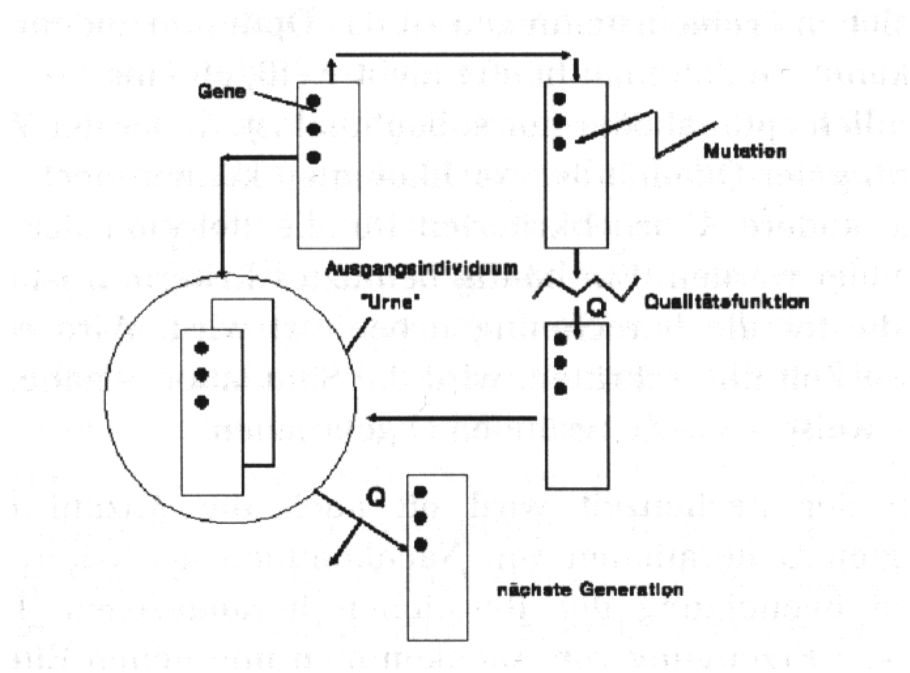 Gene
Mutation
Ausgangsindividuum
"Urne"
Q
Qualitätsfunktion
Q
nächste Generation